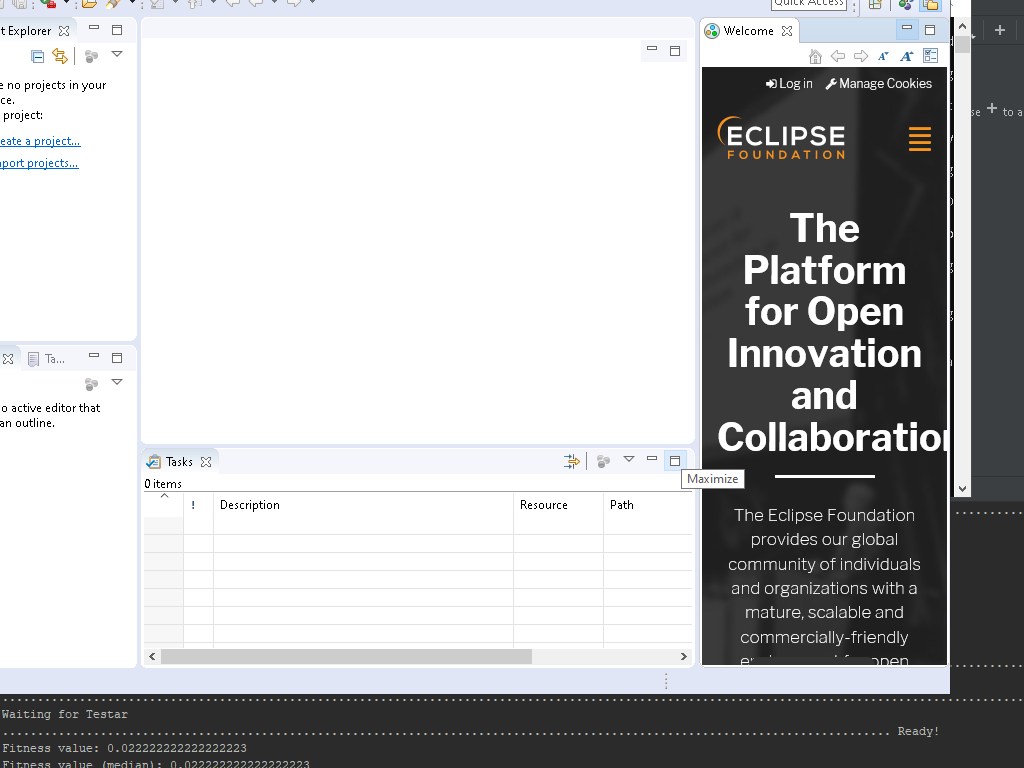 Quick Access
t Explorer
Welcome
e no projects in your
ce.
project:
eate a project...
port projects...
Log in
Manage Cookies
ECLIPSE
FOUNDATION
se + to a
The
Platform
for Open
Innovation
and
Collaboration
Ta...
o active editor that
an outline.
Tasks
Maximize
0 items
!
Description
Resource
Path
The Eclipse Foundation
provides our global
community of individuals
and organizations with a
mature, scalable and
commercially-friendly
Waiting for Testar
Ready!
Fitness value: 0.022222222222222223
Fitness value (median): 0.022222222222222223